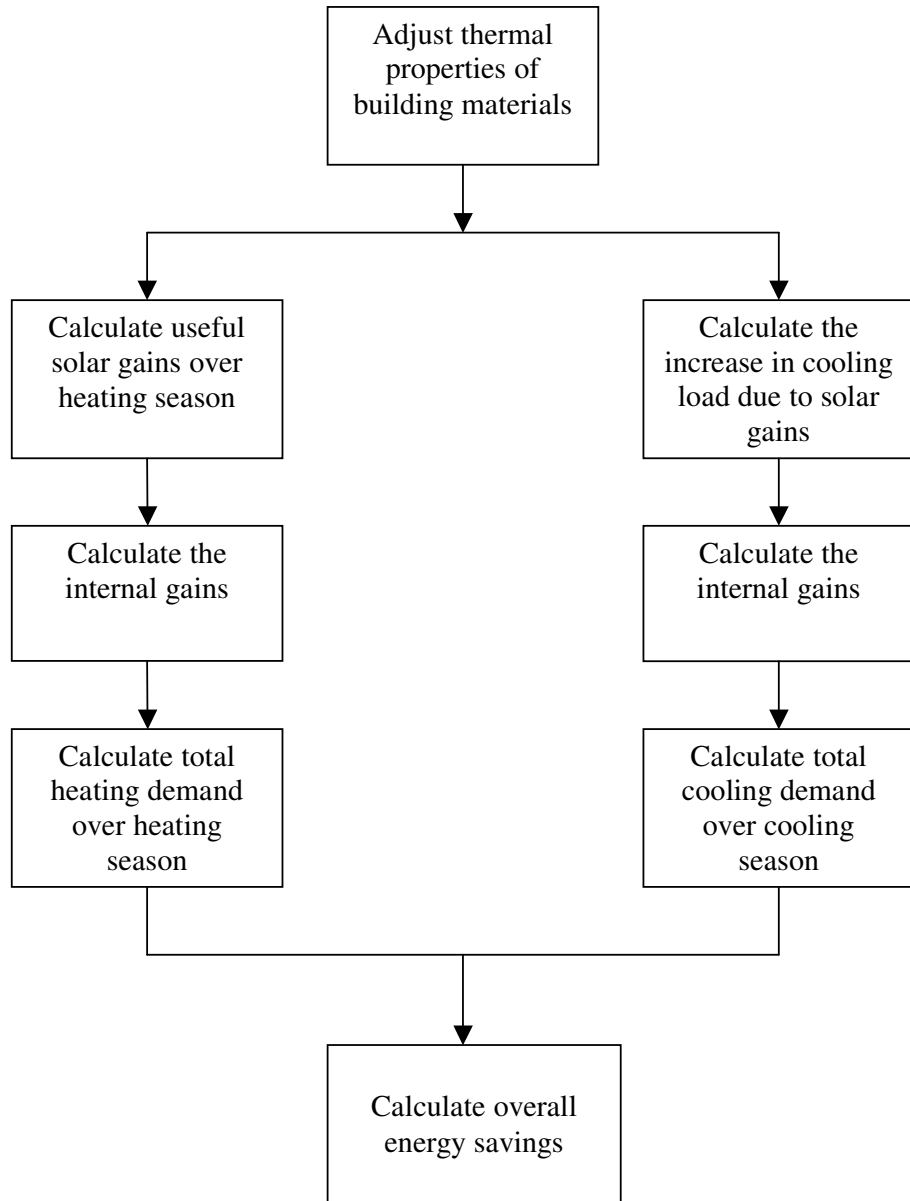 Adjust thermal
properties of
building materials
Calculate useful
solar gains over
heating season
Calculate the
increase in cooling
load due to solar
gains
Calculate the
internal gains
Calculate the
internal gains
Calculate total
heating demand
over heating
season
Calculate total
cooling demand
over cooling
season
Calculate overall
energy savings